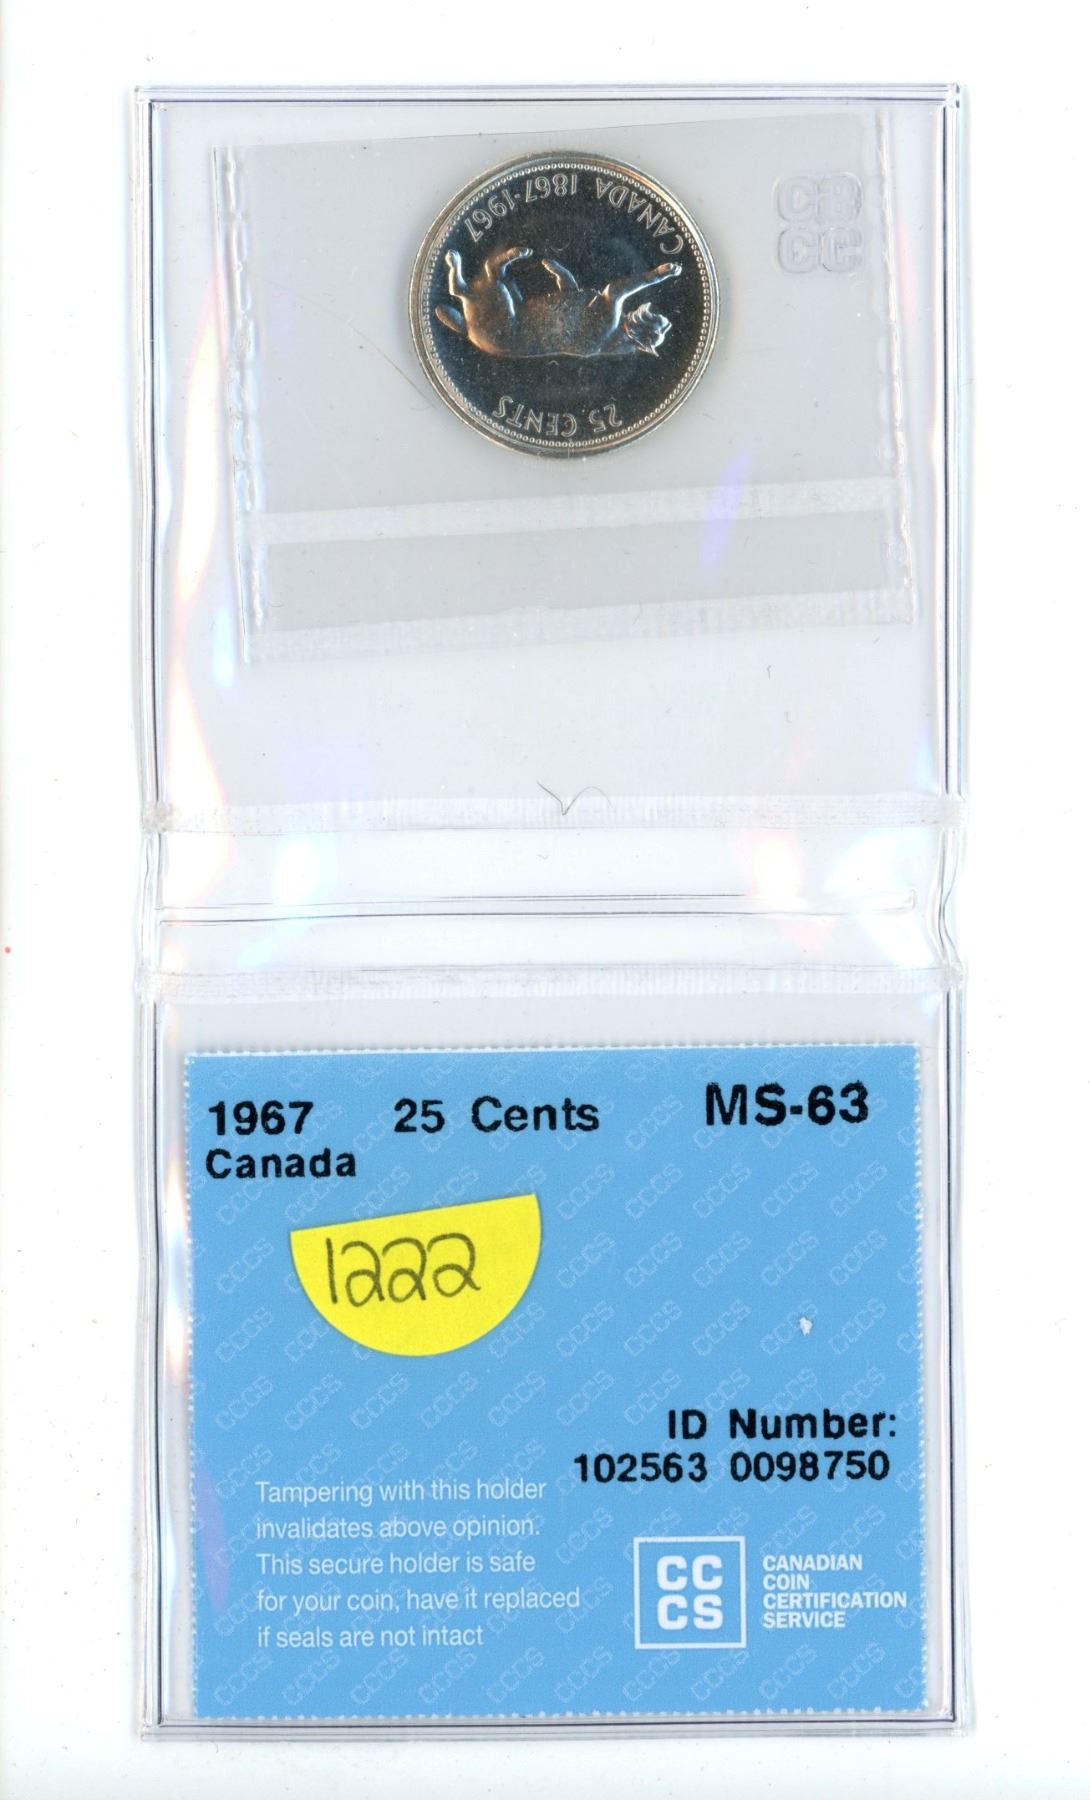 CANADA 1867-1967
25 CENTS
1967 25 Cents MS-63
Canada
1222
ID Number:
102563 0098750
Tampering with this holder
invalidates above opinion.
This secure holder is safe
for your coin, have it replaced
if seals are not intact
CC
CS
CANADIAN
COIN
CERTIFICATION
SERVICE